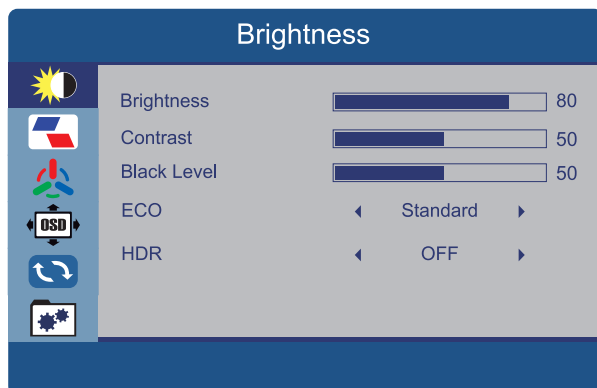 Brightness
Brightness 80
Contrast 50
Black Level 50
ECO Standard
HDR OFF
OSD